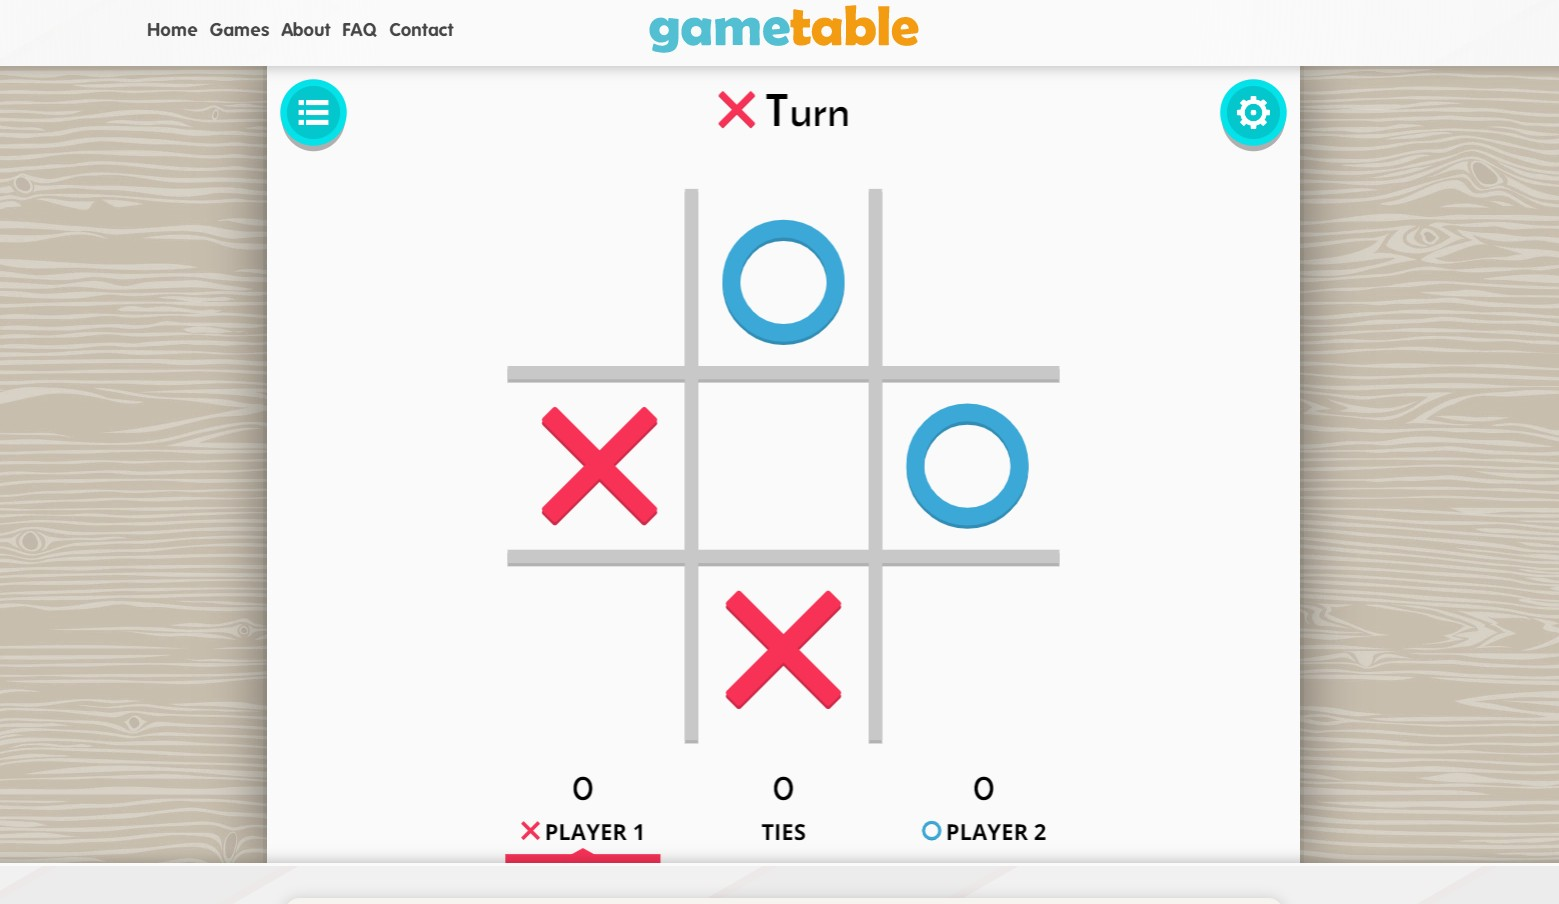 Home Games About FAQ Contact
gametable
Turn
0 0 0
PLAYER 1 TIES PLAYER 2